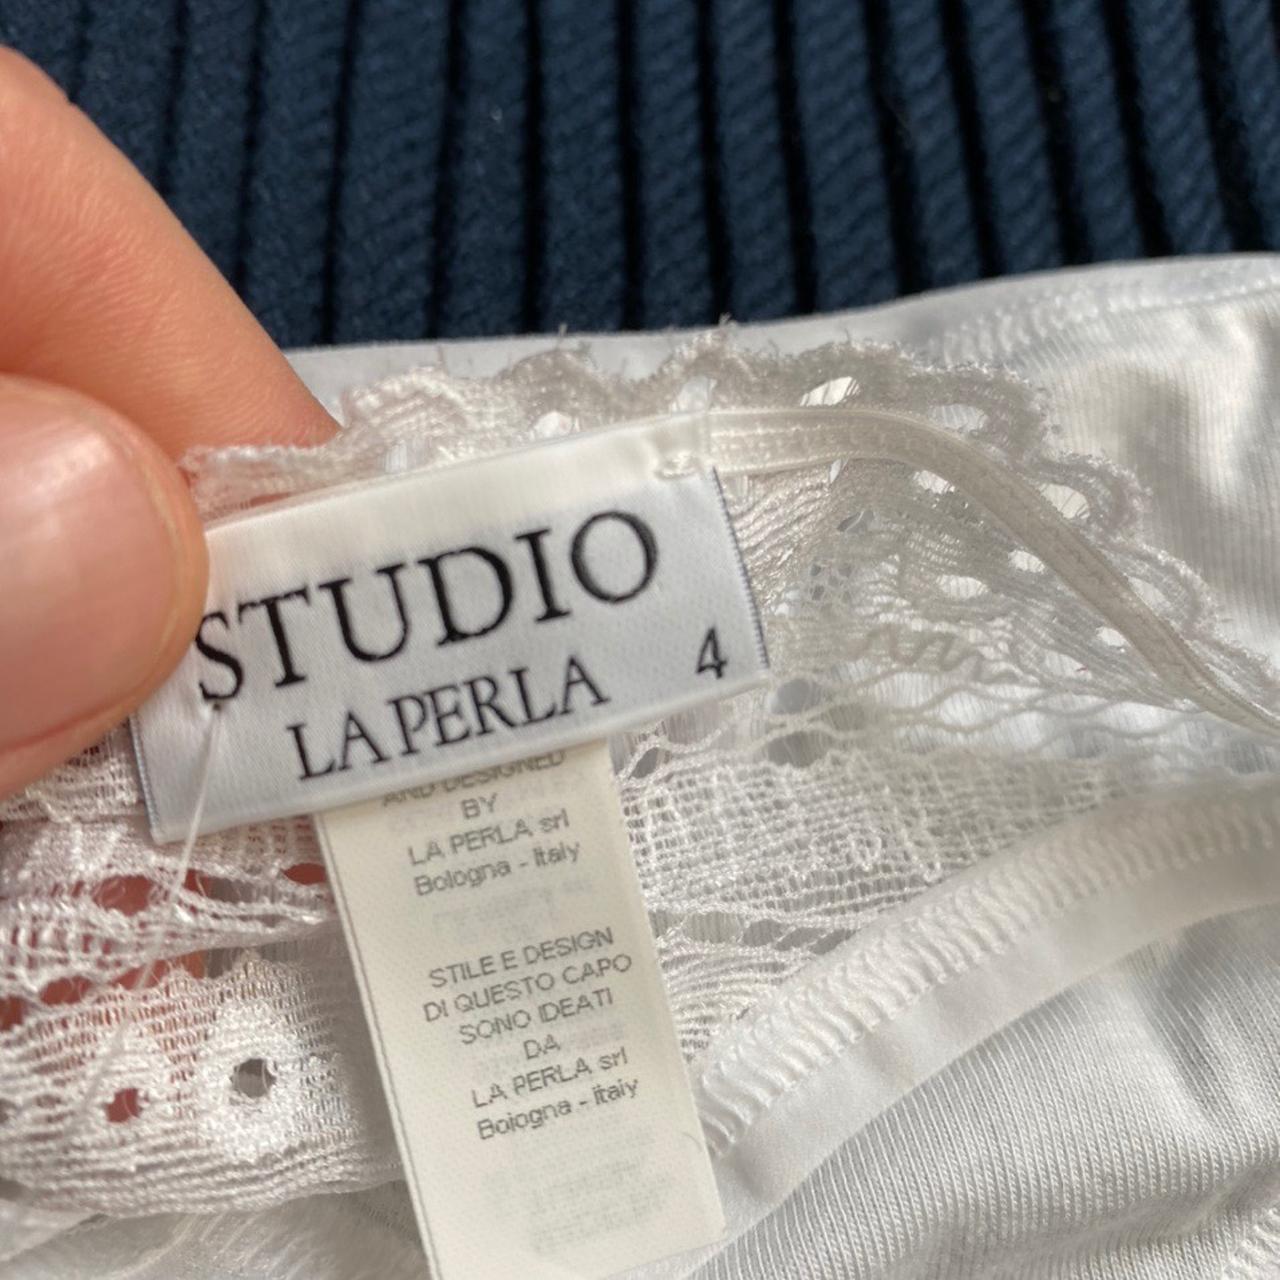 STUDIO
LA PERLA 4
AND DESIGNED
BY
LA PERLA srl
Bologna - Italy
STILE E DESIGN
DI QUESTO CAPO
SONO IDEATI
DA
LA PERLA srl
Bologna - Italy